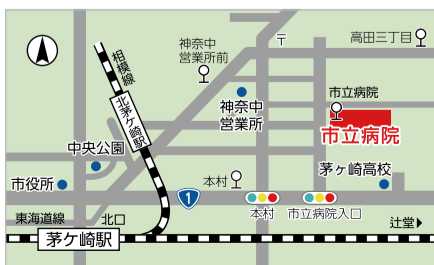 神奈中
営業所前
〒
高田三丁目
相模線
北茅ケ崎駅
神奈中
営業所
市立病院
市立病院
中央公園
市役所
本村
茅ヶ崎高校
1
本村
市立病院入口
東海道線
北口
辻堂
茅ケ崎駅